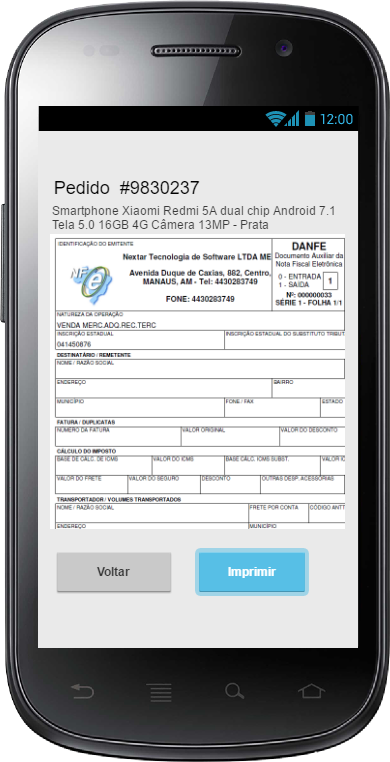 12:00
Pedido #9830237
Smartphone Xiaomi Redmi 5A dual chip Android 7.1
Tela 5.0 16GB 4G Câmera 13MP - Prata
IDENTIFICAÇÃO DO EMITENTE
NFe
Nextar Tecnologia de Software LTDA ME
Avenida Duque de Caxias, 882, Centro,
MANAUS, AM - Tel: 4430283749
FONE: 4430283749
DANFE
Documento Auxiliar da
Nota Fiscal Eletrônica
0 - ENTRADA
1 - SAÍDA
1
Nº: 000000033
SÉRIE 1 - FOLHA 1/1
NATUREZA DA OPERAÇÃO
VENDA MERC.ADQ.REC.TERC
INSCRIÇÃO ESTADUAL INSCRIÇÃO ESTADUAL DO SUBSTITUTO TRIBUT
041450876
DESTINATÁRIO / REMETENTE
NOME / RAZÃO SOCIAL
ENDEREÇO BAIRRO
MUNICÍPIO FONE / FAX ESTADO
FATURA / DUPLICATAS
NÚMERO DA FATURA VALOR ORIGINAL VALOR DO DESCONTO
CÁLCULO DO IMPOSTO
BASE DE CÁLC. DE ICMS VALOR DO ICMS BASE CÁLC. ICMS SUBST. VALOR IC
VALOR DO FRETE VALOR DO SEGURO DESCONTO OUTRAS DESP. ACESSORIAS
TRANSPORTADOR / VOLUMES TRANSPORTADOS
NOME / RAZÃO SOCIAL FRETE POR CONTA CÓDIGO ANTT
ENDEREÇO MUNICÍPIO
Voltar Imprimir